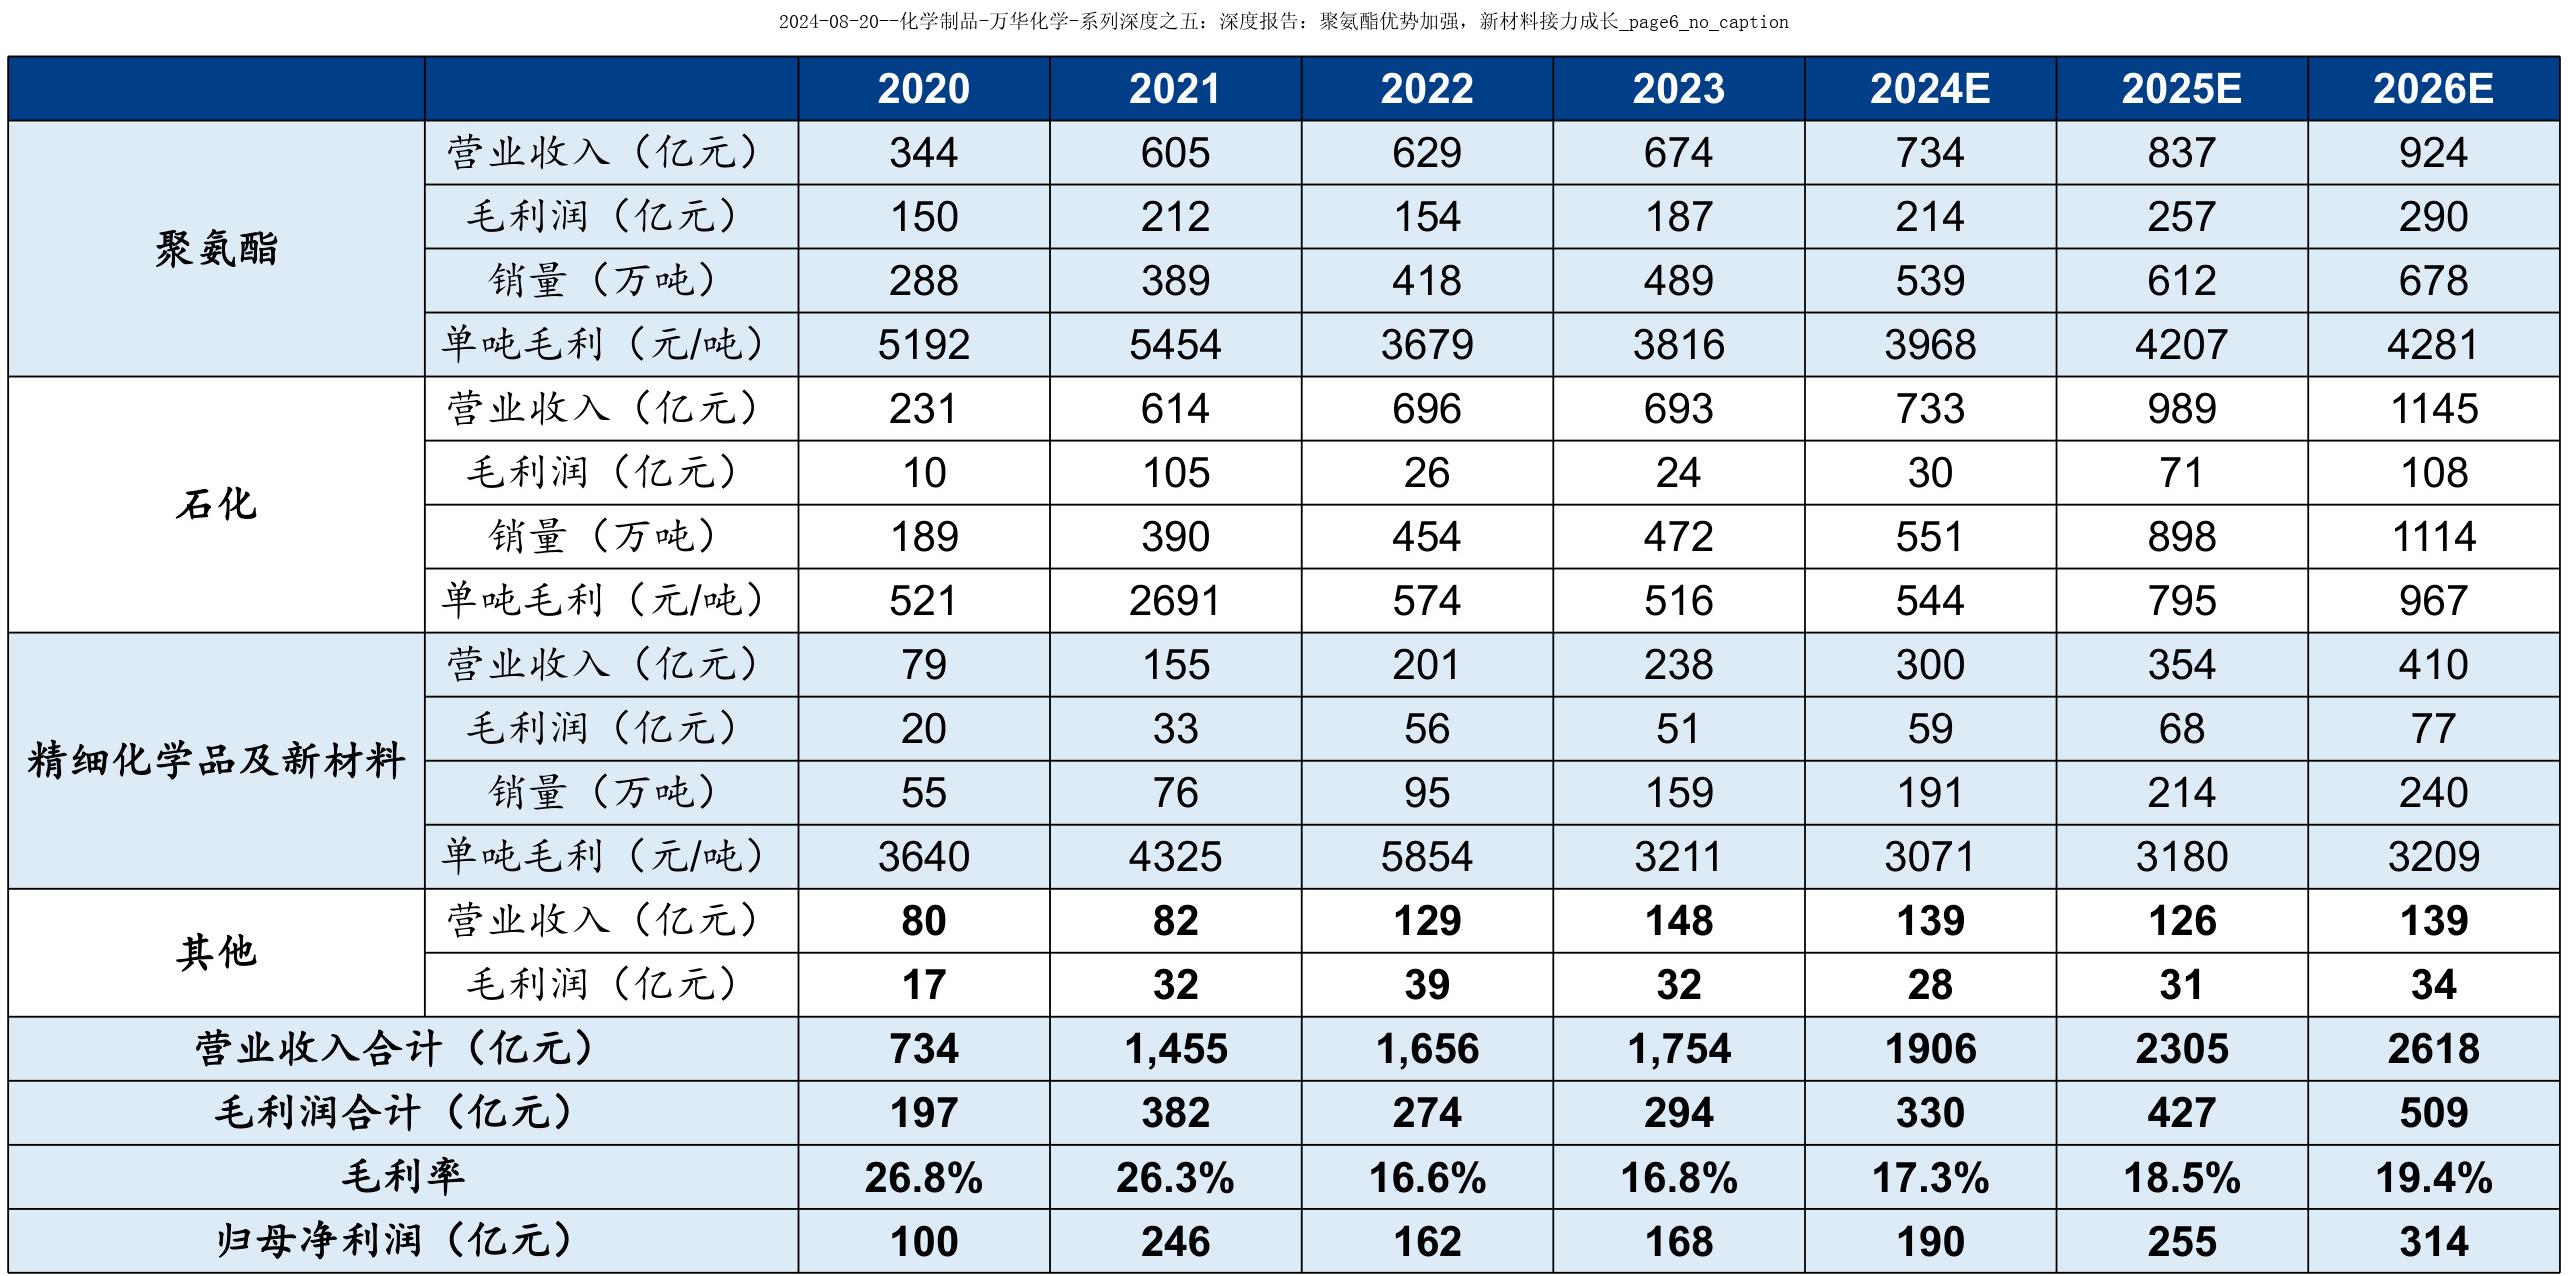 2024-08-20--化学制品-万华化学-系列深度之五：深度报告：聚氨酯优势加强，新材料接力成长_page6_no_caption
2020 2021 2022 2023 2024E 2025E 2026E
聚氨酯
营业收入（亿元） 344 605 629 674 734 837 924
毛利润（亿元） 150 212 154 187 214 257 290
销量（万吨） 288 389 418 489 539 612 678
单吨毛利（元/吨） 5192 5454 3679 3816 3968 4207 4281
石化
营业收入（亿元） 231 614 696 693 733 989 1145
毛利润（亿元） 10 105 26 24 30 71 108
销量（万吨） 189 390 454 472 551 898 1114
单吨毛利（元/吨） 521 2691 574 516 544 795 967
精细化学品及新材料
营业收入（亿元） 79 155 201 238 300 354 410
毛利润（亿元） 20 33 56 51 59 68 77
销量（万吨） 55 76 95 159 191 214 240
单吨毛利（元/吨） 3640 4325 5854 3211 3071 3180 3209
其他
营业收入（亿元） 80 82 129 148 139 126 139
毛利润（亿元） 17 32 39 32 28 31 34
营业收入合计（亿元） 734 1,455 1,656 1,754 1906 2305 2618
毛利润合计（亿元） 197 382 274 294 330 427 509
毛利率 26.8% 26.3% 16.6% 16.8% 17.3% 18.5% 19.4%
归母净利润（亿元） 100 246 162 168 190 255 314